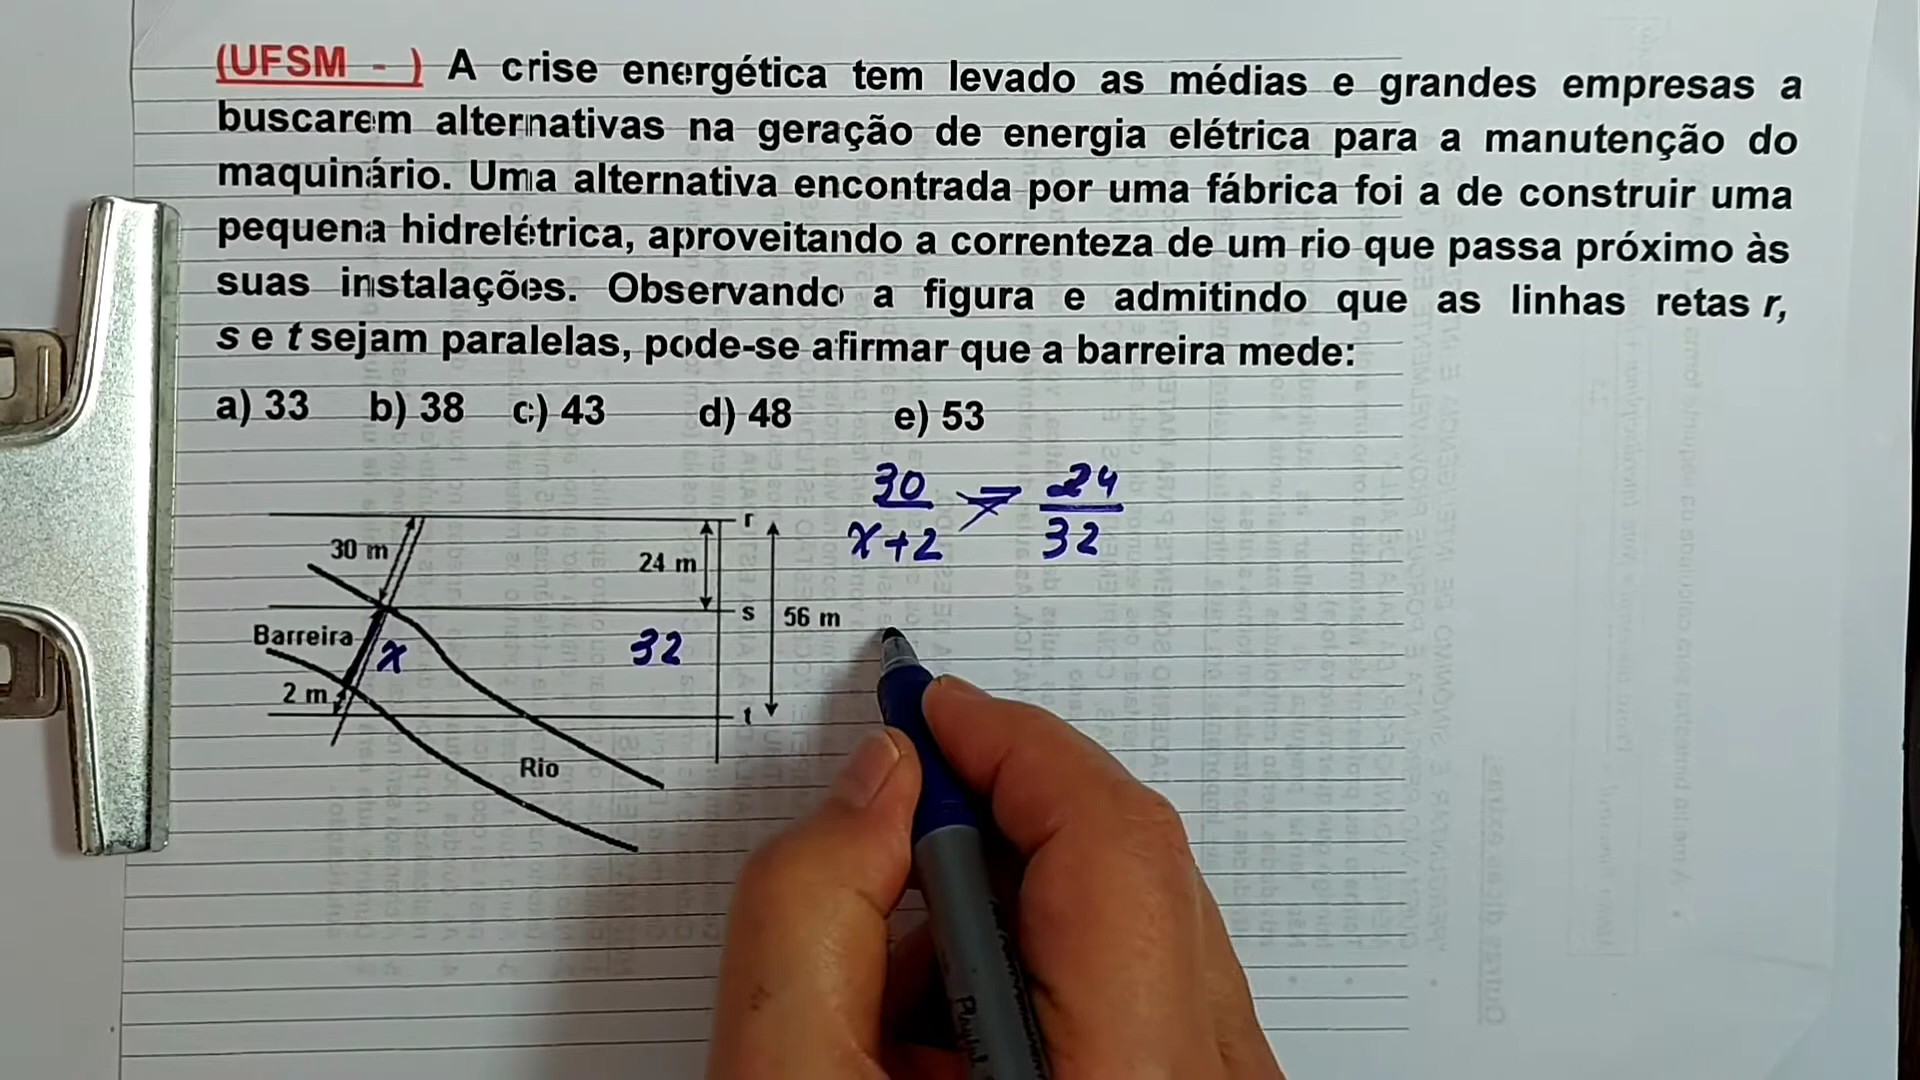 (UFSM - ) A crise energética tem levado as médias e grandes empresas a
buscarem alternativas na geração de energia elétrica para a manutenção do
maquinário. Uma alternativa encontrada por uma fábrica foi a de construir uma
pequena hidrelétrica, aproveitando a correnteza de um rio que passa próximo às
suas instalações. Observando a figura e admitindo que as linhas retas r,
s e t sejam paralelas, pode-se afirmar que a barreira mede:
a) 33 b) 38 c) 43 d) 48 e) 53
30 = 24
x+2 32
r
30 m
24 m
s
56 m
Barreira
x
32
2 m
t
Rio